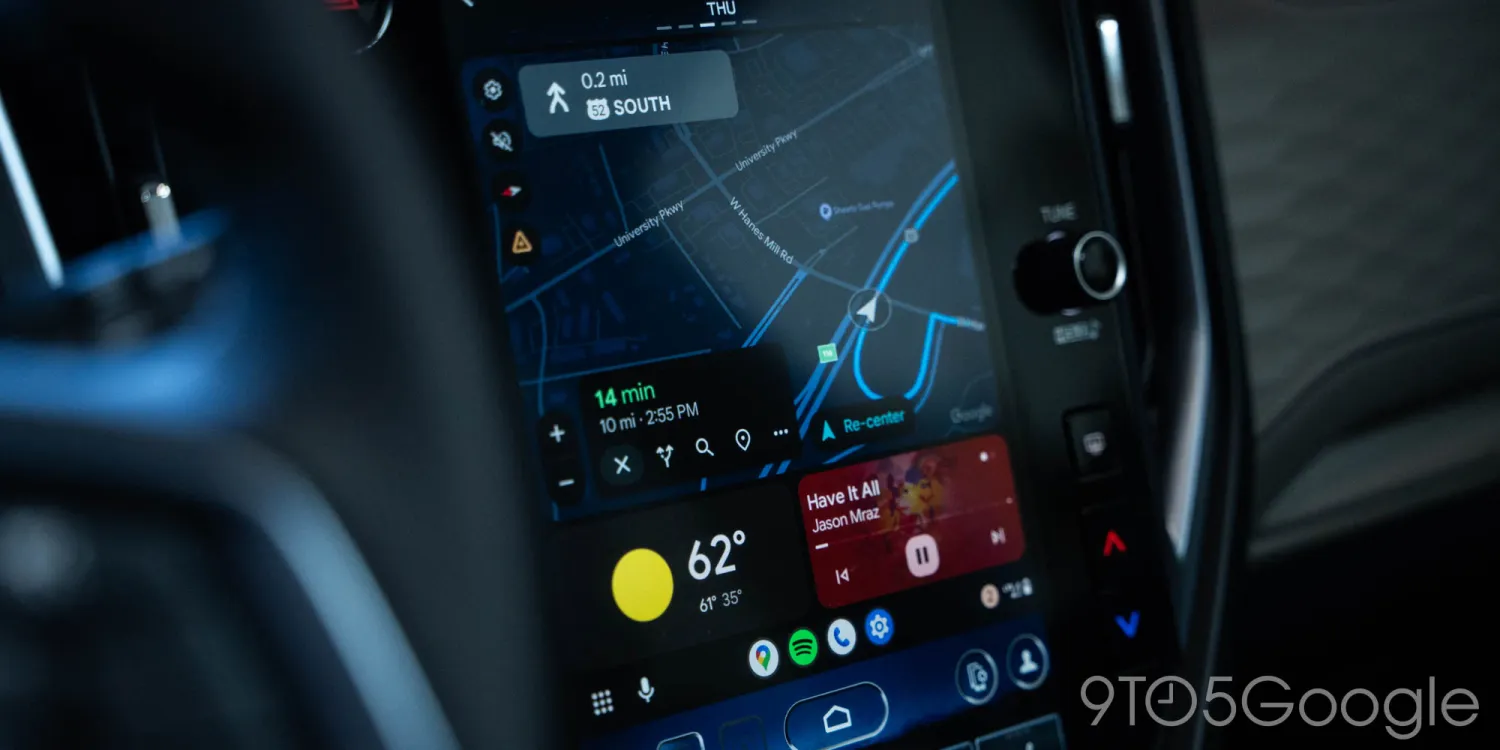 THU
0.2 mi
52 SOUTH
University Pkwy
University Pkwy
W Hanes Mill Rd
TUNE
14 min
10 mi · 2:55 PM
Re-center
Google
Have It All
Jason Mraz
62°
61° 35°
2
9TO5Google